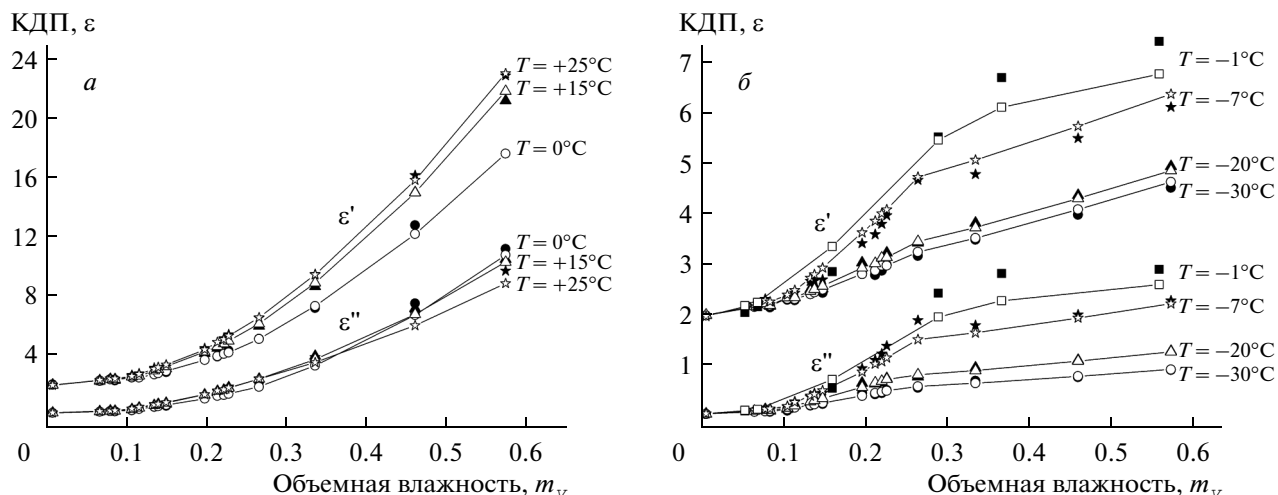 КДП, ε
24
20
16
12
8
4
0
0.1
0.2
0.3
0.4
0.5
0.6
Объемная влажность, mV
а
T = +25°C
T = +15°C
T = 0°C
ε'
T = 0°C
T = +15°C
T = +25°C
ε"
КДП, ε
7
6
5
4
3
2
1
0
0.1
0.2
0.3
0.4
0.5
0.6
Объемная влажность, mV
б
T = −1°C
T = −7°C
T = −20°C
T = −30°C
ε'
T = −1°C
T = −7°C
T = −20°C
T = −30°C
ε"